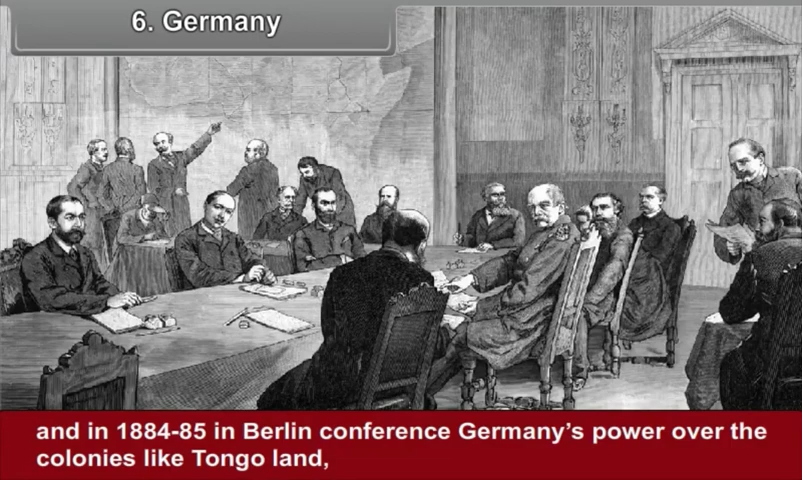 6. Germany
and in 1884-85 in Berlin conference Germany's power over the
colonies like Tongo land,